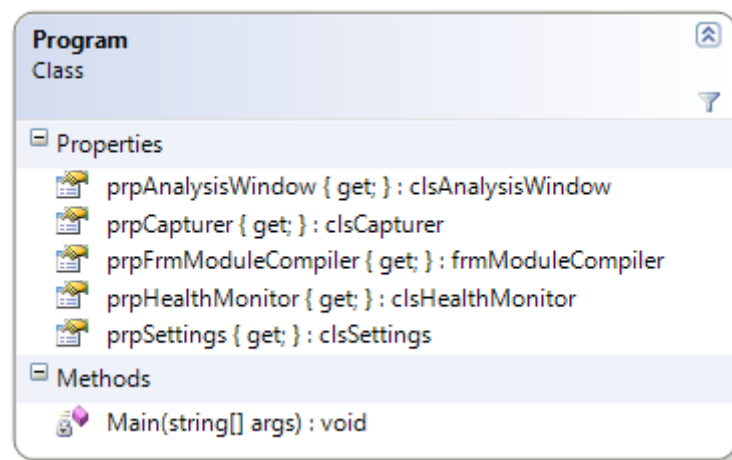 Program
Class
Properties
prpAnalysisWindow { get; } : clsAnalysisWindow
prpCapturer { get; } : clsCapturer
prpFrmModuleCompiler { get; } : frmModuleCompiler
prpHealthMonitor { get; } : clsHealthMonitor
prpSettings { get; } : clsSettings
Methods
Main(string[] args) : void